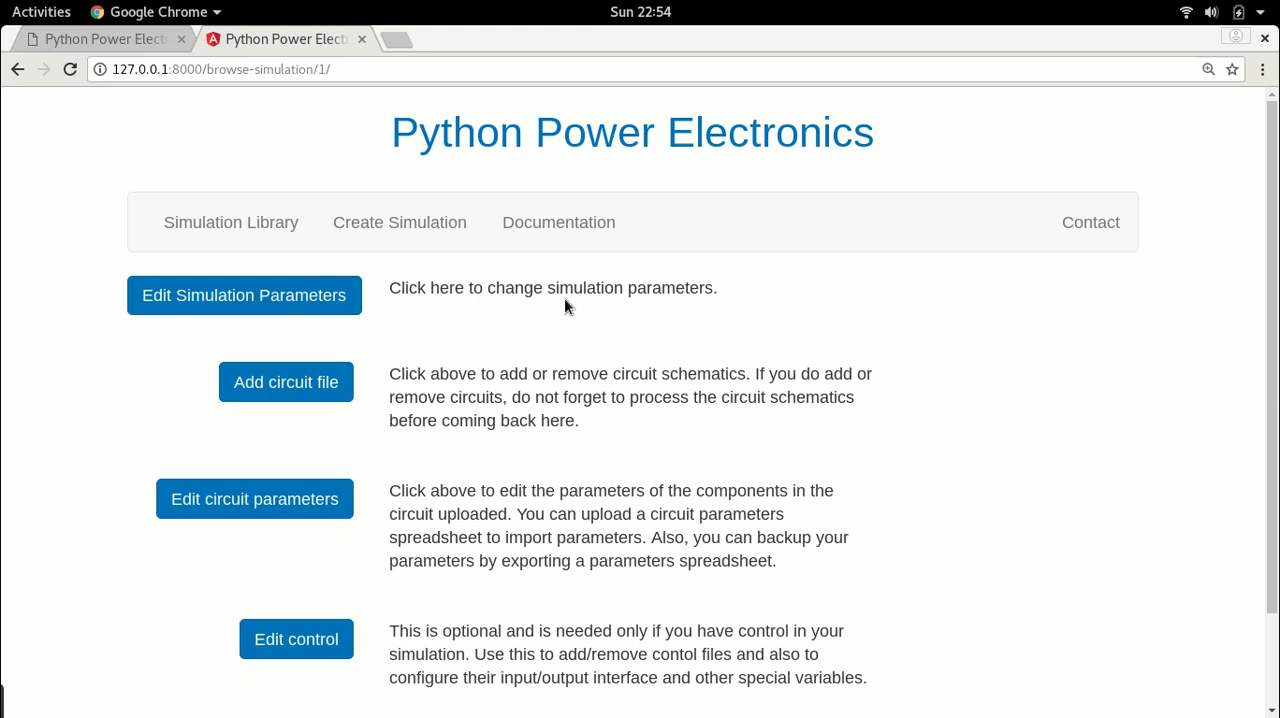 Activities Google Chrome Sun 22:54
Python Power Elect Python Power Elect
127.0.0.1:8000/browse-simulation/1/
Python Power Electronics
Simulation Library Create Simulation Documentation Contact
Edit Simulation Parameters Click here to change simulation parameters.
Add circuit file
Click above to add or remove circuit schematics. If you do add or
remove circuits, do not forget to process the circuit schematics
before coming back here.
Edit circuit parameters
Click above to edit the parameters of the components in the
circuit uploaded. You can upload a circuit parameters
spreadsheet to import parameters. Also, you can backup your
parameters by exporting a parameters spreadsheet.
Edit control
This is optional and is needed only if you have control in your
simulation. Use this to add/remove contol files and also to
configure their input/output interface and other special variables.